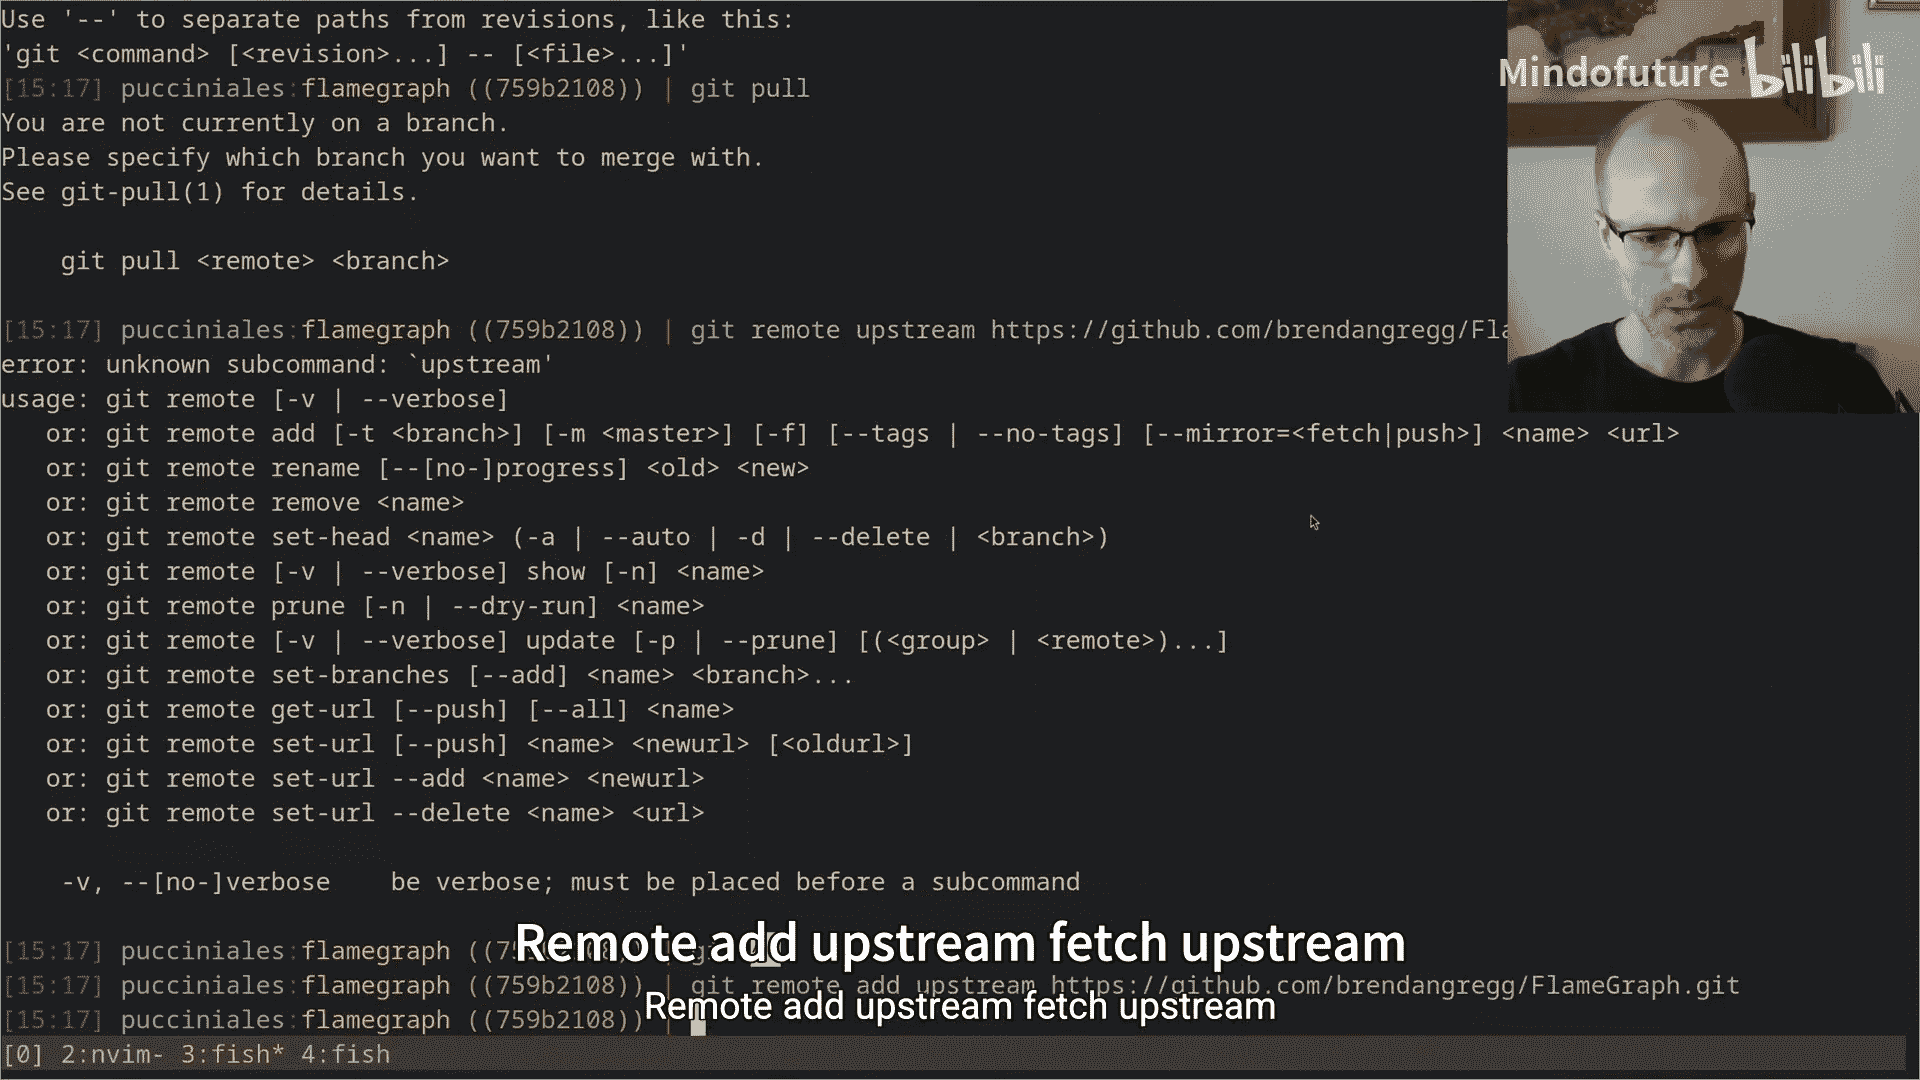 Use '--' to separate paths from revisions, like this:
'git <command> [<revision>...] -- [<file>...]'
[15:17] pucciniales:flamegraph ((759b2108)) | git pull
You are not currently on a branch.
Please specify which branch you want to merge with.
See git-pull(1) for details.
git pull <remote> <branch>
[15:17] pucciniales:flamegraph ((759b2108)) | git remote upstream https://github.com/brendangregg/Fla
error: unknown subcommand: `upstream'
usage: git remote [-v | --verbose]
or: git remote add [-t <branch>] [-m <master>] [-f] [--tags | --no-tags] [--mirror=<fetch|push>] <name> <url>
or: git remote rename [--[no-]progress] <old> <new>
or: git remote remove <name>
or: git remote set-head <name> (-a | --auto | -d | --delete | <branch>)
or: git remote [-v | --verbose] show [-n] <name>
or: git remote prune [-n | --dry-run] <name>
or: git remote [-v | --verbose] update [-p | --prune] [(<group> | <remote>)...]
or: git remote set-branches [--add] <name> <branch>...
or: git remote get-url [--push] [--all] <name>
or: git remote set-url [--push] <name> <newurl> [<oldurl>]
or: git remote set-url --add <name> <newurl>
or: git remote set-url --delete <name> <url>
-v, --[no-]verbose    be verbose; must be placed before a subcommand
[15:17] pucciniales:flamegraph
[15:17] pucciniales:flamegraph ((759b2108)) | git remote add upstream https://github.com/brendangregg/FlameGraph.git
[15:17] pucciniales:flamegraph ((759b2108)) |
[0] 2:nvim- 3:fish* 4:fish
Remote add upstream fetch upstream
Remote add upstream fetch upstream
Mindofuture bilibili